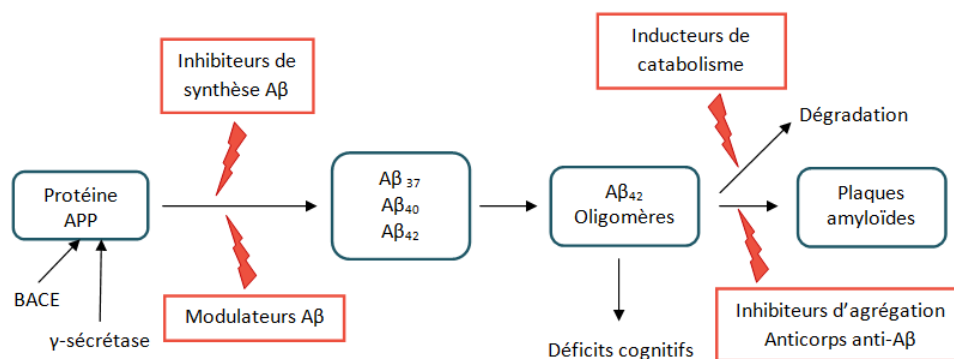 Inhibiteurs de
synthèse Aβ
Inducteurs de
catabolisme
Dégradation
Protéine
APP
Aβ 37
Aβ40
Aβ42
Aβ42
Oligomères
Plaques
amyloïdes
BACE
γ-sécrétase
Modulateurs Aβ
Déficits cognitifs
Inhibiteurs d’agrégation
Anticorps anti-Aβ